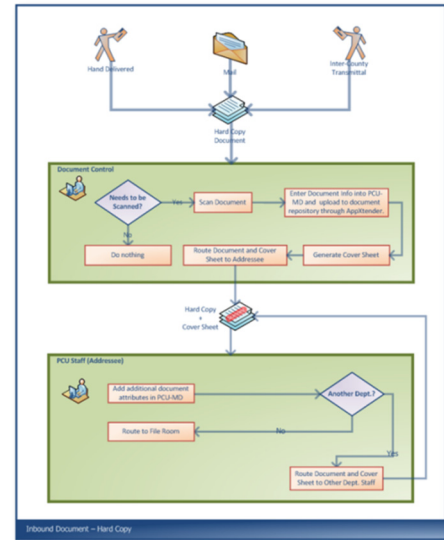 Hand Delivered
Mail
Inter-County
Transmittal
Hard Copy
Document
Document Control
Needs to be
Scanned?
Yes
Scan Document
Enter Document Info into PCU-
MD and upload to document
repository through AppXtender.
No
Do nothing
Route Document and Cover
Sheet to Addressee
Generate Cover Sheet
Hard Copy
+
Cover Sheet
PCU Staff (Addressee)
Add additional document
attributes in PCU-MD
Another Dept.?
Route to File Room
No
Yes
Route Document and Cover
Sheet to Other Dept. Staff
Inbound Document – Hard Copy